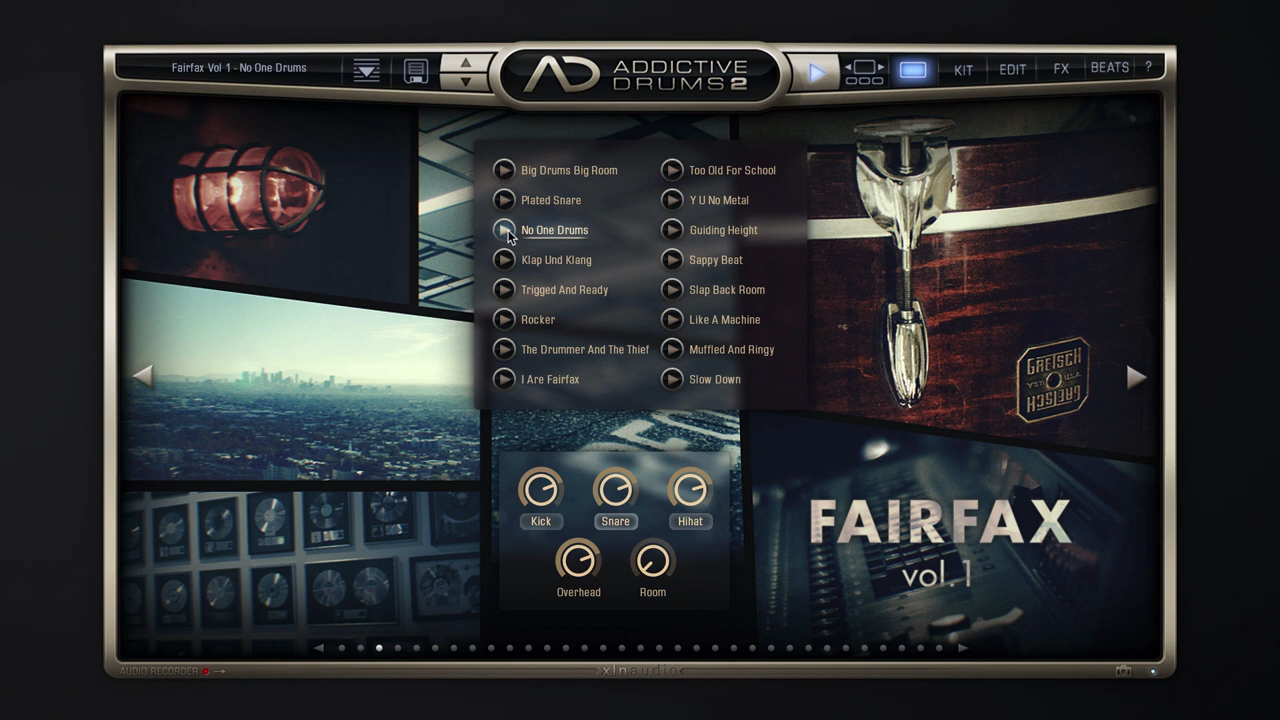 Fairfax Vol 1 - No One Drums
ADDICTIVE
DRUMS 2
KIT
EDIT
FX
BEATS
?
Big Drums Big Room
Too Old For School
Plated Snare
Y U No Metal
No One Drums
Guiding Height
Klap Und Klang
Sappy Beat
Trigged And Ready
Slap Back Room
Rocker
Like A Machine
The Drummer And The Thief
Muffled And Ringy
I Are Fairfax
Slow Down
GRETSCH
U.S.A.
GRETSCH
Kick
Snare
Hihat
Overhead
Room
FAIRFAX
vol.1
AUDIO RECORDER
xlnaudio